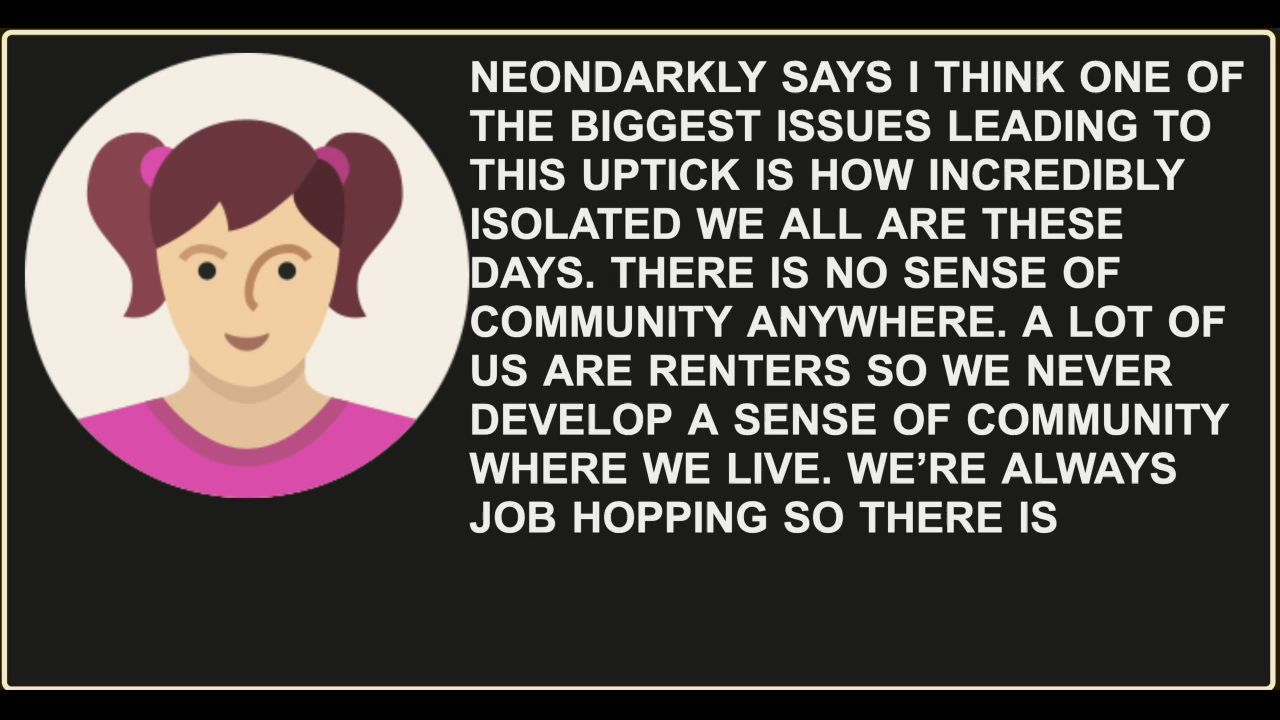 NEONDARKLY SAYS I THINK ONE OF
THE BIGGEST ISSUES LEADING TO
THIS UPTICK IS HOW INCREDIBLY
ISOLATED WE ALL ARE THESE
DAYS. THERE IS NO SENSE OF
COMMUNITY ANYWHERE. A LOT OF
US ARE RENTERS SO WE NEVER
DEVELOP A SENSE OF COMMUNITY
WHERE WE LIVE. WE’RE ALWAYS
JOB HOPPING SO THERE IS